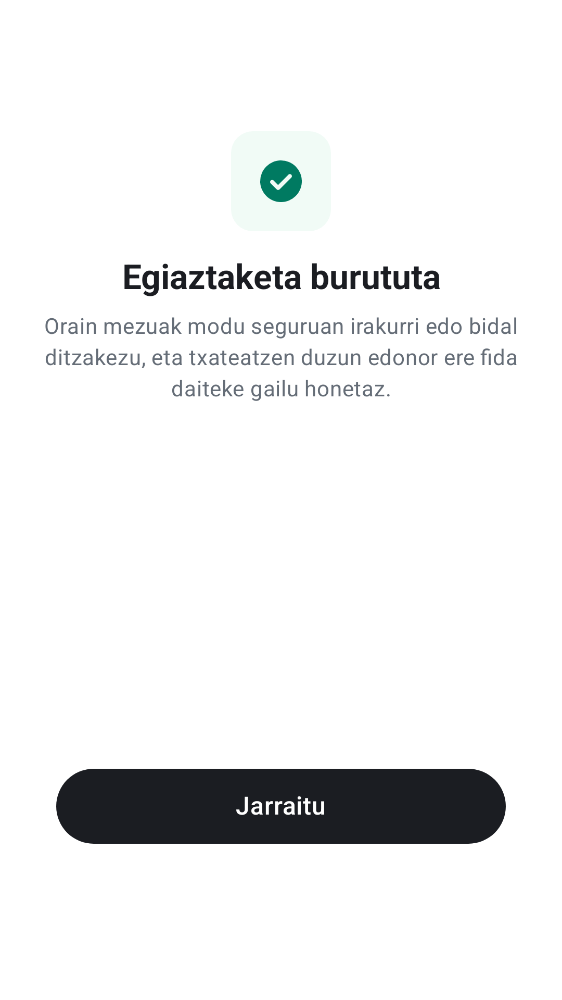 Egiaztaketa burututa
Orain mezuak modu seguruan irakurri edo bidal
ditzakezu, eta txateatzen duzun edonor ere fida
daiteke gailu honetaz.
Jarraitu